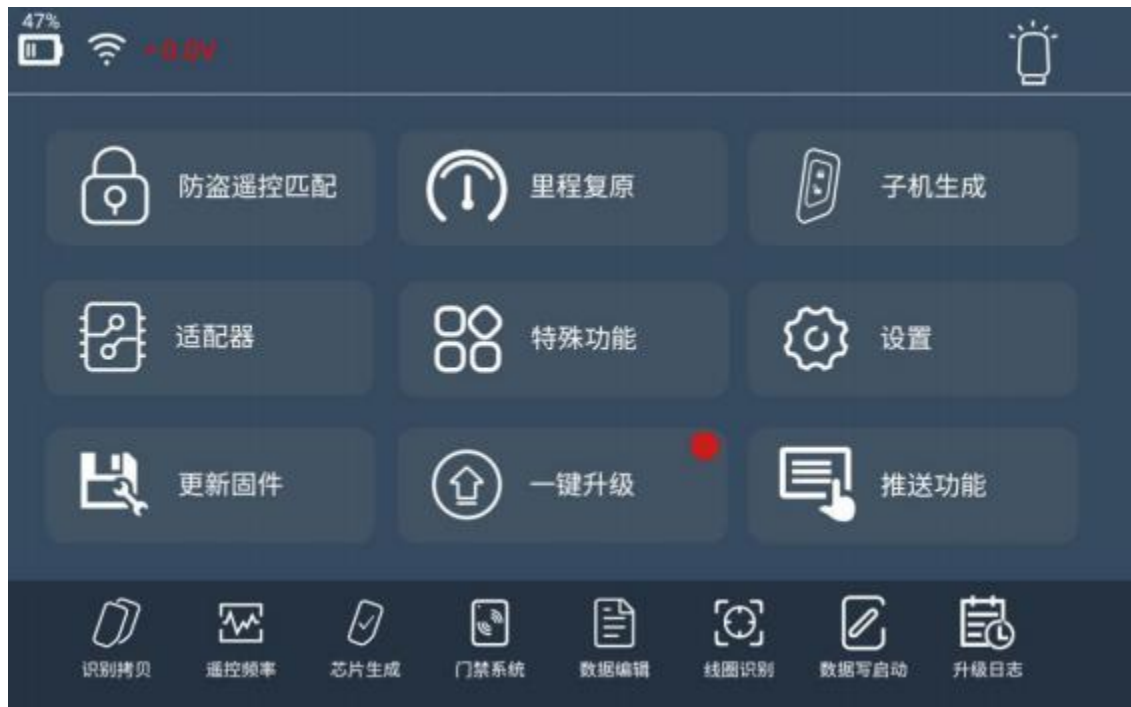 47%
+0.0V
防盗遥控匹配
里程复原
子机生成
适配器
特殊功能
设置
更新固件
一键升级
推送功能
识别拷贝
遥控频率
芯片生成
门禁系统
数据编辑
线圈识别
数据写启动
升级日志